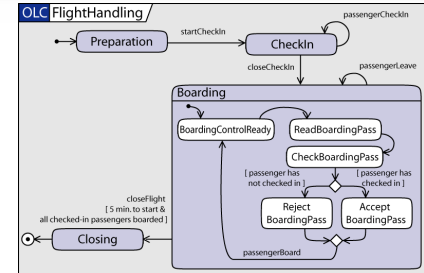 OLC FlightHandling
passengerCheckIn
Preparation
startCheckIn
CheckIn
closeCheckIn
passengerLeave
Boarding
BoardingControlReady
ReadBoardingPass
CheckBoardingPass
[ passenger has
not checked in ]
[ passenger has
checked in ]
Reject
BoardingPass
Accept
BoardingPass
passengerBoard
closeFlight
[ 5 min. to start &
all checked-in passengers boarded ]
Closing